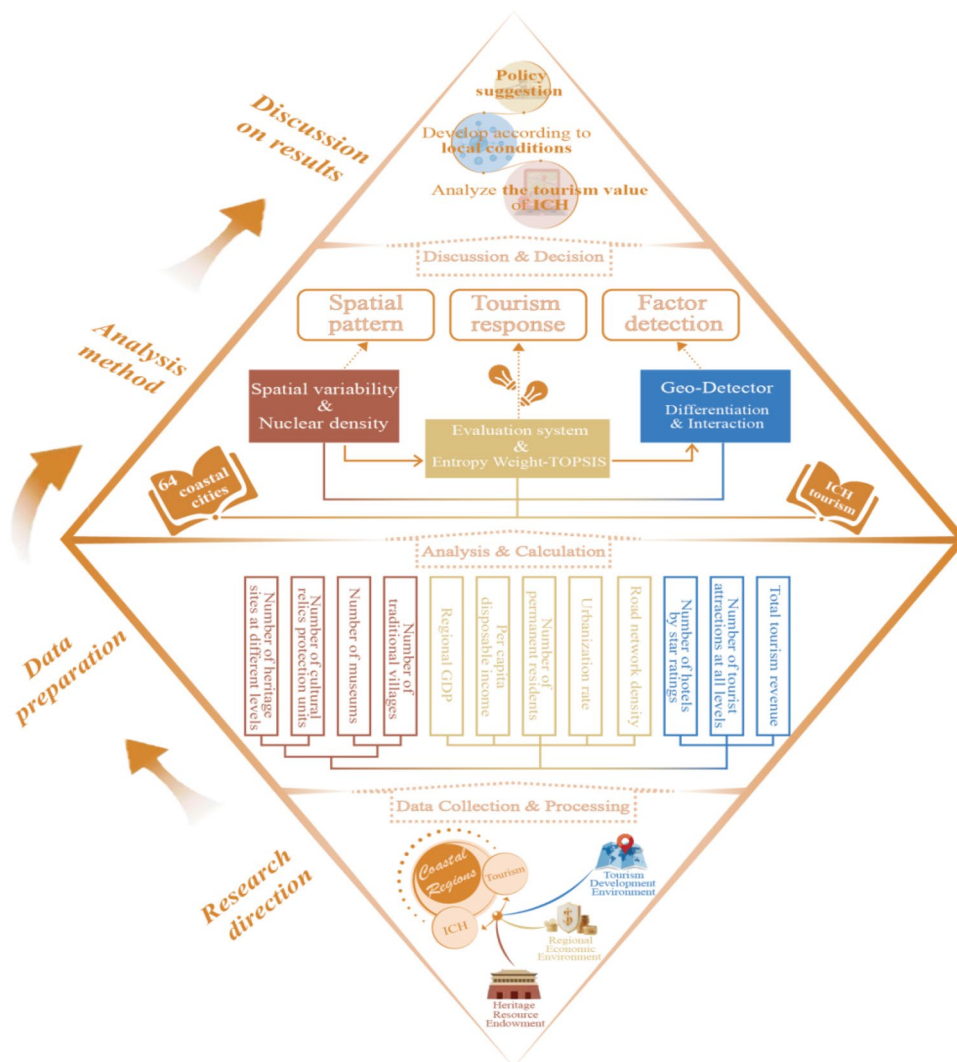 Policy
suggestion
Develop according to
local conditions
Analyze the tourism value
of ICH
Discussion
on results
Discussion & Decision
Spatial
pattern
Tourism
response
Factor
detection
Analysis
method
Spatial variability
&
Nuclear density
Evaluation system
&
Entropy Weight-TOPSIS
Geo-Detector
Differentiation
& Interaction
64
coastal
cities
ICH
tourism
Analysis & Calculation
Data
preparation
Number of heritage
sites at different levels
Number of cultural
relics protection units
Number of museums
Number of
traditional villages
Regional GDP
Per capita
disposable income
Number of
permanent residents
Urbanization rate
Road network density
Number of hotels
by star ratings
Number of tourist
attractions at all levels
Total tourism revenue
Data Collection & Processing
Research
direction
Coastal
Regions
Tourism
ICH
Tourism
Development
Environment
Regional
Economic
Environment
Heritage
Resource
Endowment